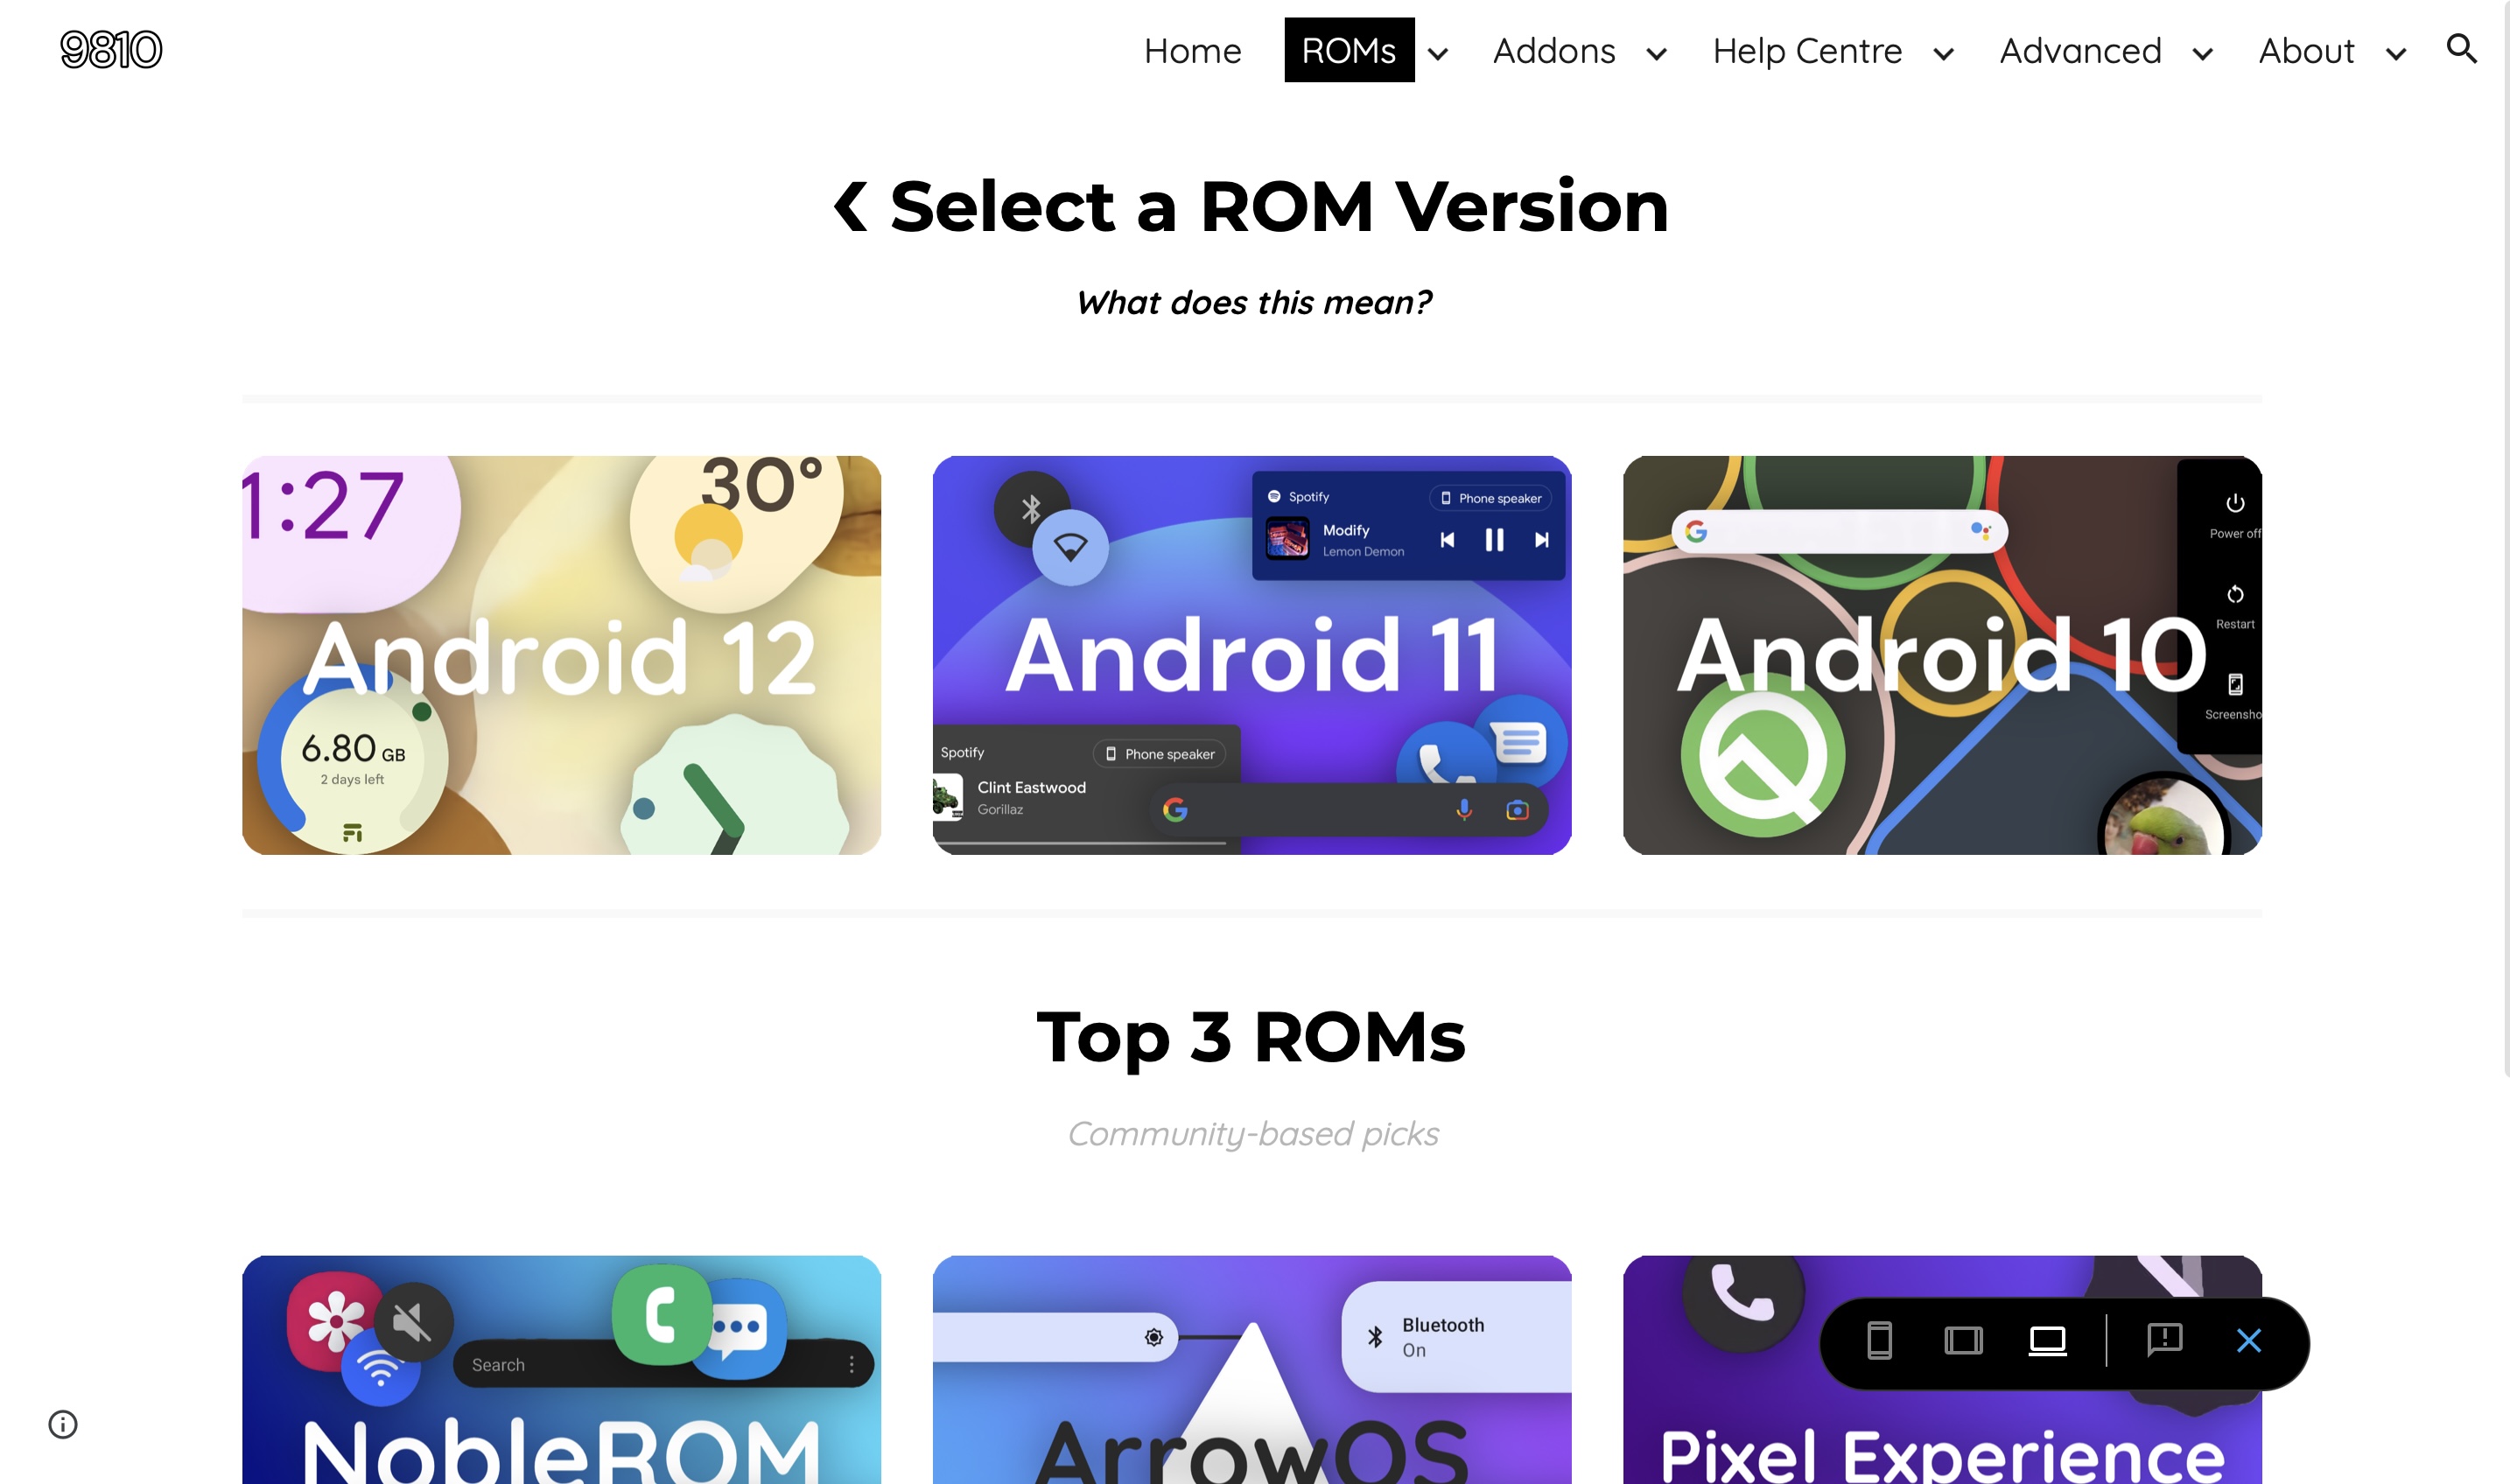 9810
Home ROMs Addons Help Centre Advanced About
❮ Select a ROM Version
What does this mean?
1:27
30°
Android 12
6.80 GB
2 days left
Spotify
Phone speaker
Modify
Lemon Demon
Android 11
Spotify
Phone speaker
Clint Eastwood
Gorillaz
Power off
Restart
Android 10
Screensho
Top 3 ROMs
Community-based picks
Search
NobleROM
Bluetooth
On
ArrowOS
Pixel Experience